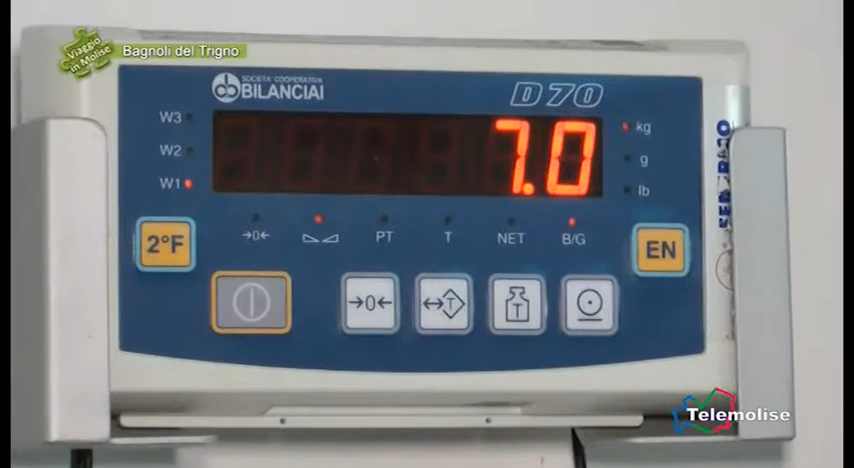 Viaggio
in Molise
Bagnoli del Trigno
SOCIETA' COOPERATIVA
BILANCIAI
D70
W3
W2
W1
7.0
kg
g
lb
→0←
PT
T
NET
B/G
2°F
EN
→0←
T
T
Telemolise